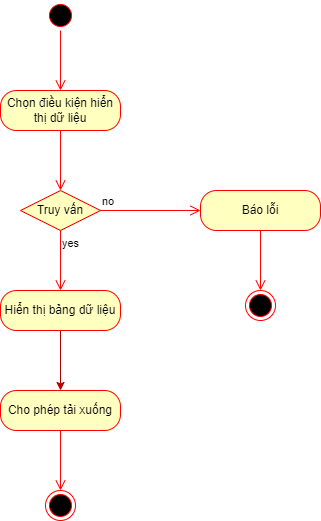 Chọn điều kiện hiển
thị dữ liệu
Truy vấn
no
Báo lỗi
yes
Hiển thị bảng dữ liệu
Cho phép tải xuống